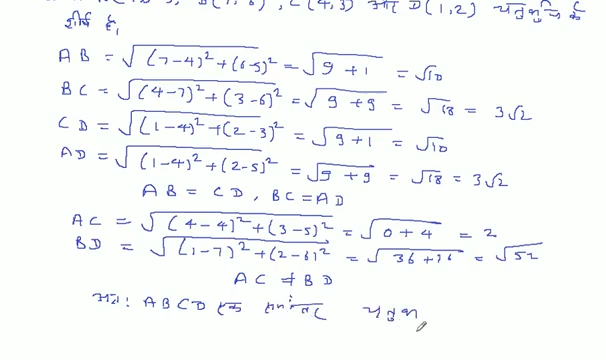 B(7,6), C(4,3) और D(1,2) चतुर्भुज के
शीर्ष हैं,
AB = √(7-4)² + (6-5)² = √9+1 = √10
BC = √(4-7)² + (3-6)² = √9+9 = √18 = 3√2
CD = √(1-4)² + (2-3)² = √9+1 = √10
AD = √(1-4)² + (2-5)² = √9+9 = √18 = 3√2
AB = CD, BC = AD
AC = √(4-4)² + (3-5)² = √0+4 = 2
BD = √(1-7)² + (2-6)² = √36+16 = √52
AC ≠ BD
अतः ABCD एक समान्तर चतुर्भु